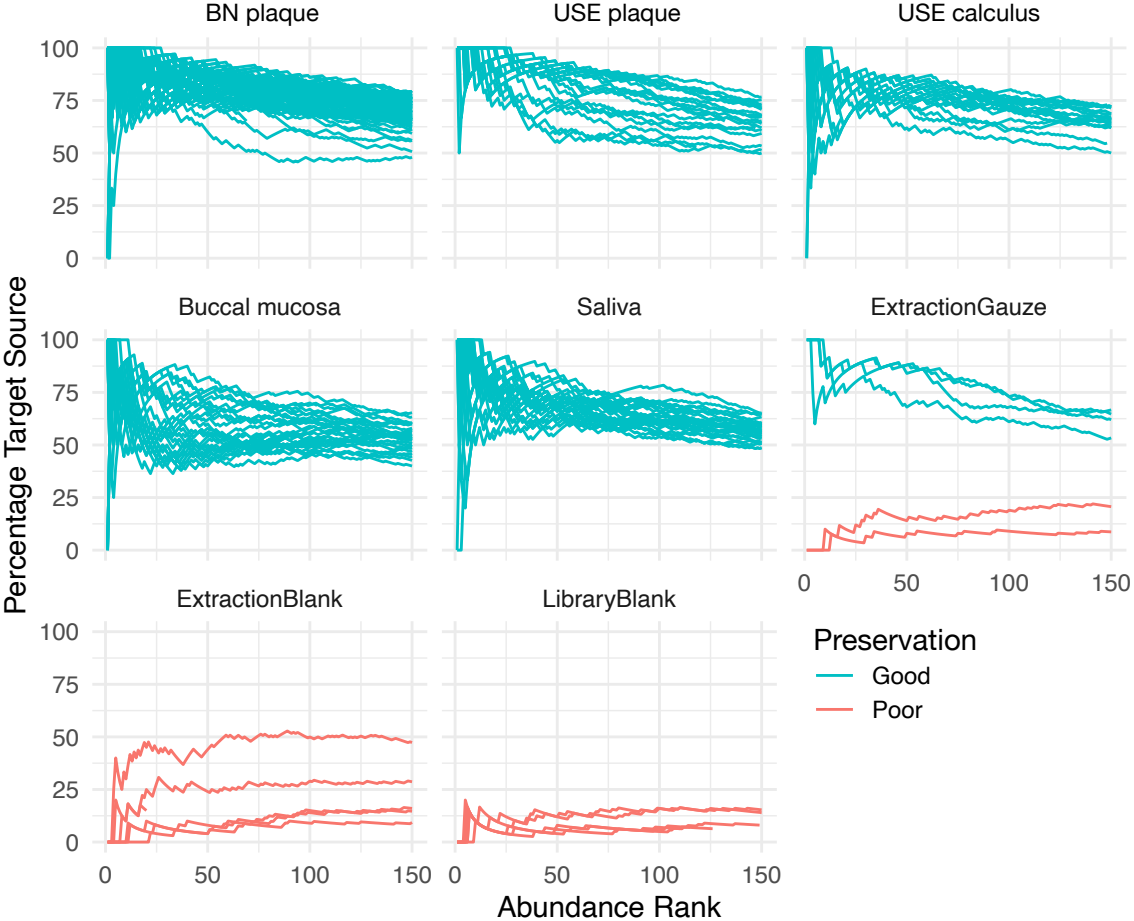 BN plaque
USE plaque
USE calculus
100
75
50
25
0
Percentage Target Source
Buccal mucosa
Saliva
ExtractionGauze
100
75
50
25
0
0 50 100 150
ExtractionBlank
LibraryBlank
100
75
50
25
0
0 50 100 150
0 50 100 150
Abundance Rank
Preservation
Good
Poor